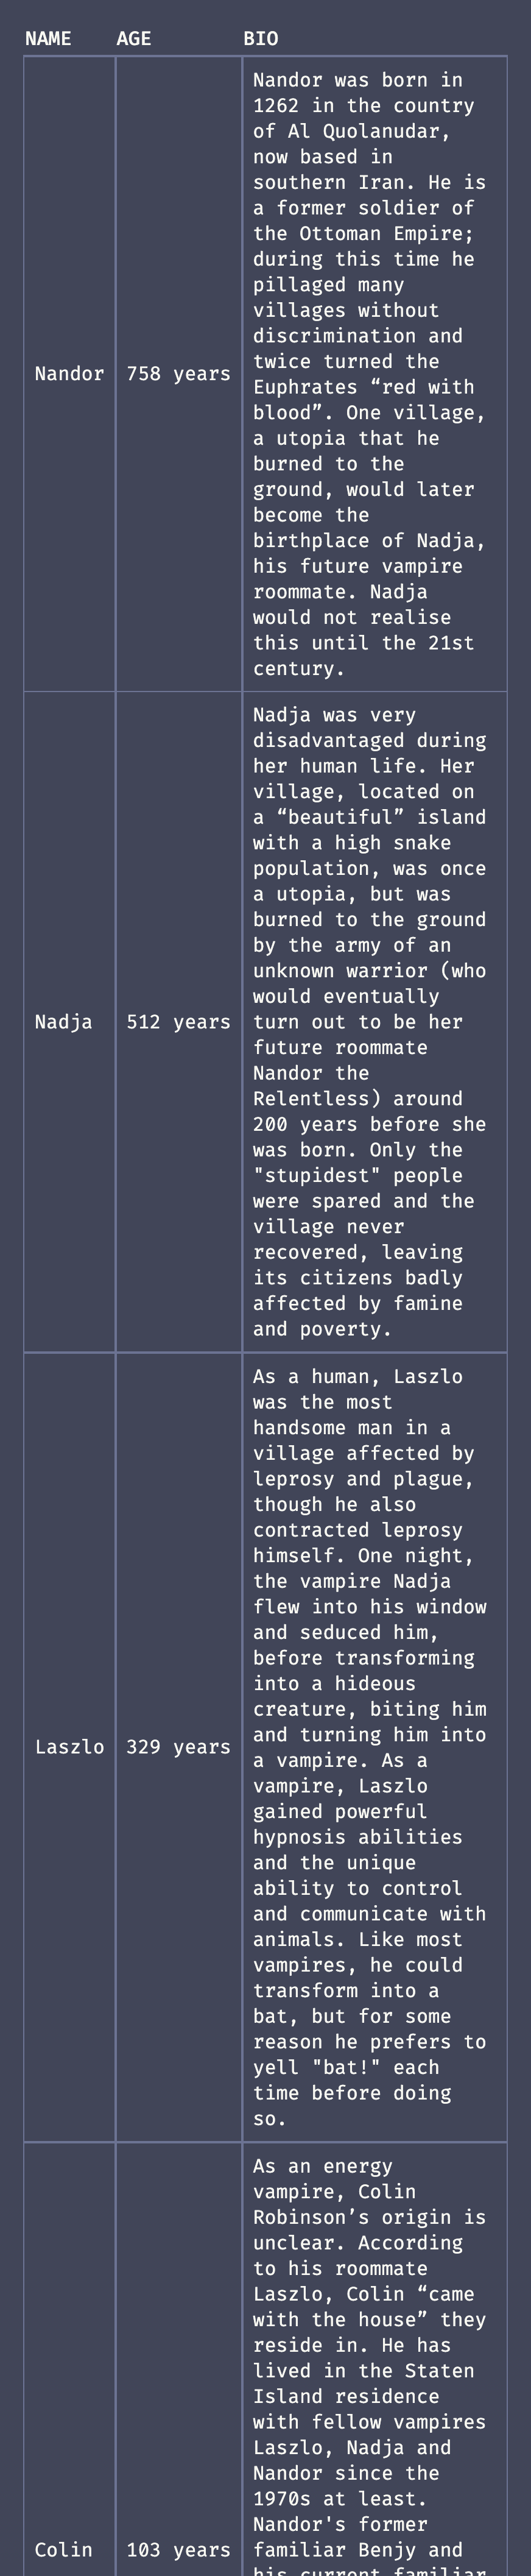 NAME AGE BIO
Nandor was born in
1262 in the country
of Al Quolanudar,
now based in
southern Iran. He is
a former soldier of
the Ottoman Empire;
during this time he
pillaged many
villages without
discrimination and
twice turned the
Nandor 758 years Euphrates “red with
blood”. One village,
a utopia that he
burned to the
ground, would later
become the
birthplace of Nadja,
his future vampire
roommate. Nadja
would not realise
this until the 21st
century.
Nadja was very
disadvantaged during
her human life. Her
village, located on
a “beautiful” island
with a high snake
population, was once
a utopia, but was
burned to the ground
by the army of an
unknown warrior (who
would eventually
Nadja 512 years turn out to be her
future roommate
Nandor the
Relentless) around
200 years before she
was born. Only the
"stupidest" people
were spared and the
village never
recovered, leaving
its citizens badly
affected by famine
and poverty.
As a human, Laszlo
was the most
handsome man in a
village affected by
leprosy and plague,
though he also
contracted leprosy
himself. One night,
the vampire Nadja
flew into his window
and seduced him,
before transforming
into a hideous
creature, biting him
and turning him into
Laszlo 329 years a vampire. As a
vampire, Laszlo
gained powerful
hypnosis abilities
and the unique
ability to control
and communicate with
animals. Like most
vampires, he could
transform into a
bat, but for some
reason he prefers to
yell "bat!" each
time before doing
so.
As an energy
vampire, Colin
Robinson’s origin is
unclear. According
to his roommate
Laszlo, Colin “came
with the house” they
reside in. He has
lived in the Staten
Island residence
with fellow vampires
Laszlo, Nadja and
Nandor since the
1970s at least.
Nandor's former
Colin 103 years familiar Benjy and
his current familiar